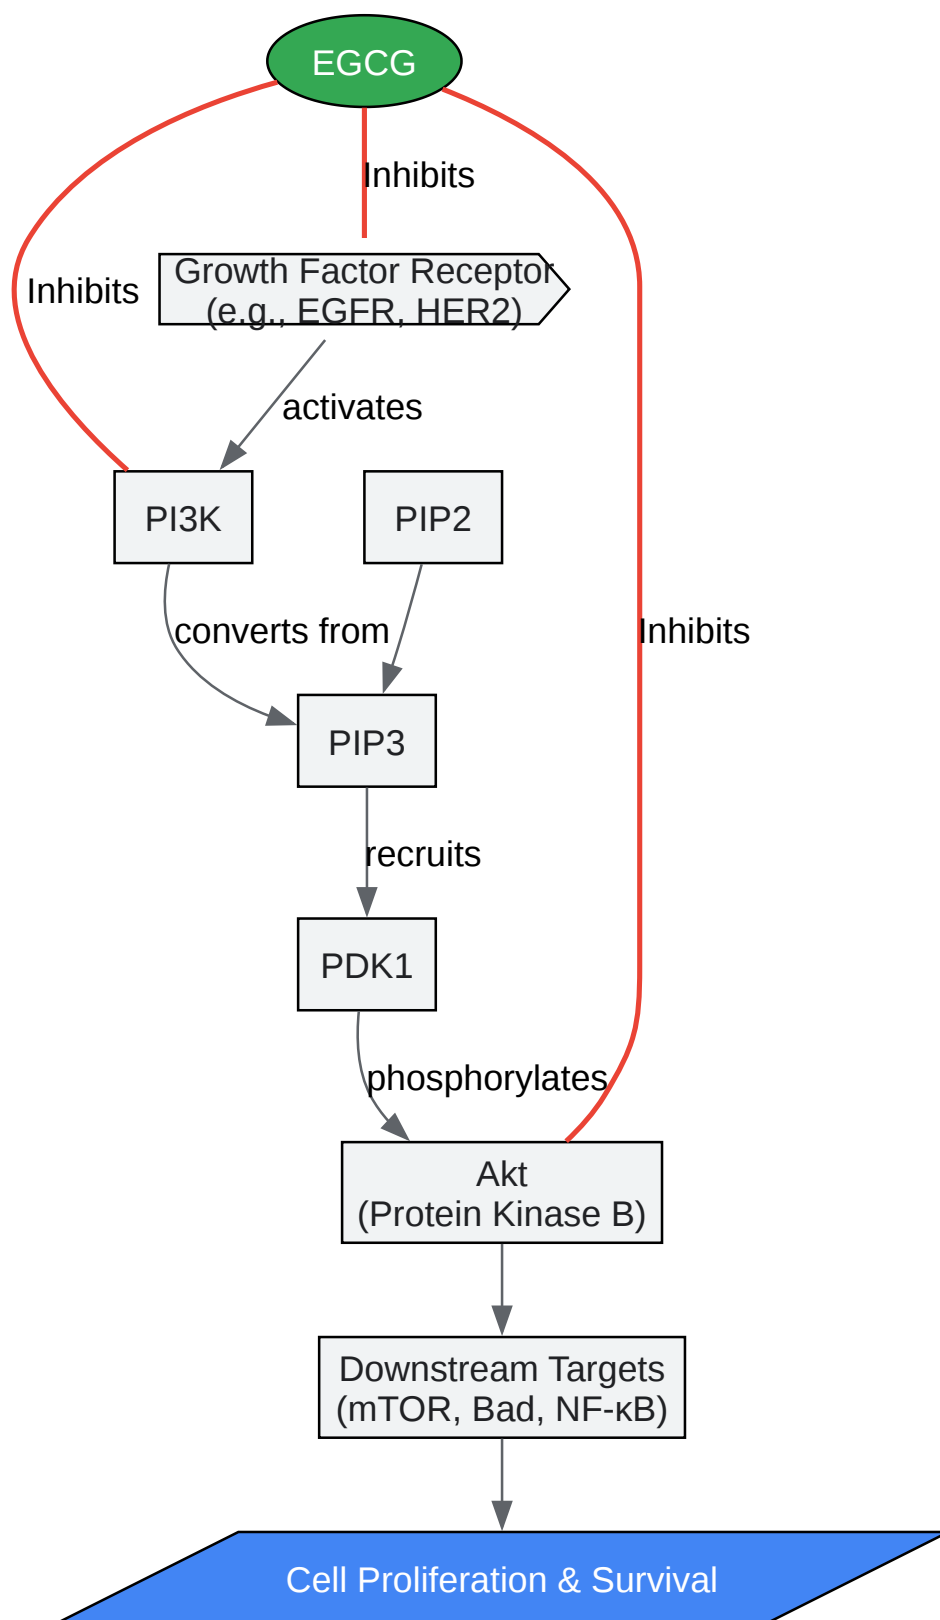 EGCG
Inhibits
Inhibits
Growth Factor Receptor
(e.g., EGFR, HER2)
activates
PI3K
PIP2
converts from
Inhibits
PIP3
recruits
PDK1
phosphorylates
Akt
(Protein Kinase B)
Downstream Targets
(mTOR, Bad, NF-κB)
Cell Proliferation & Survival